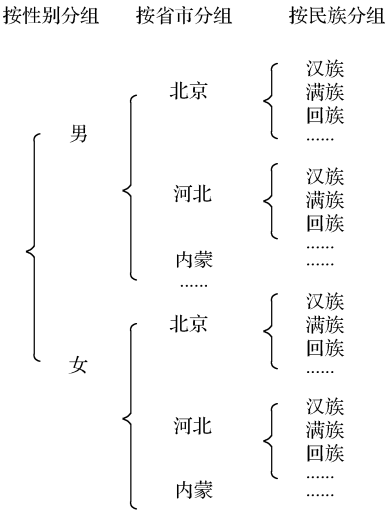 按性别分组 按省市分组 按民族分组
汉族
北京 满族
回族
男 ……
汉族
河北 满族
回族
……
内蒙 ……
……
汉族
北京 满族
回族
女 ……
汉族
河北 满族
回族
……
内蒙 ……